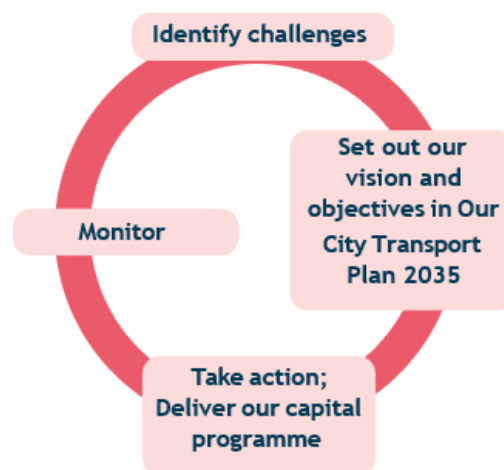 Identify challenges
Set out our
vision and
objectives in Our
City Transport
Plan 2035
Monitor
Take action;
Deliver our capital
programme